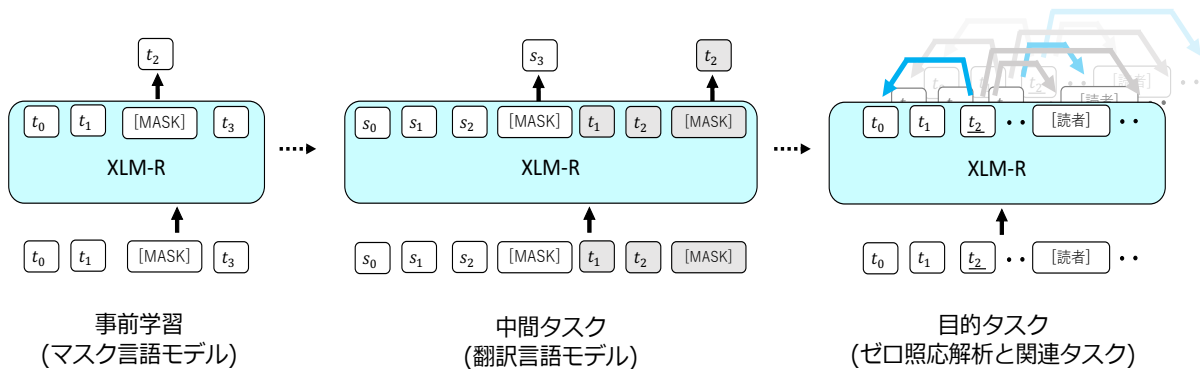 t₂
t₀ t₁ [MASK] t₃
XLM-R
t₀ t₁ [MASK] t₃
事前学習
(マスク言語モデル)
s₃ t₂
s₀ s₁ s₂ [MASK] t₁ t₂ [MASK]
XLM-R
s₀ s₁ s₂ [MASK] t₁ t₂ [MASK]
中間タスク
(翻訳言語モデル)
[読者]
[読者]
t₀ t₁ t₂ ・・ [読者] ・・
XLM-R
t₀ t₁ t₂ ・・ [読者] ・・
目的タスク
(ゼロ照応解析と関連タスク)